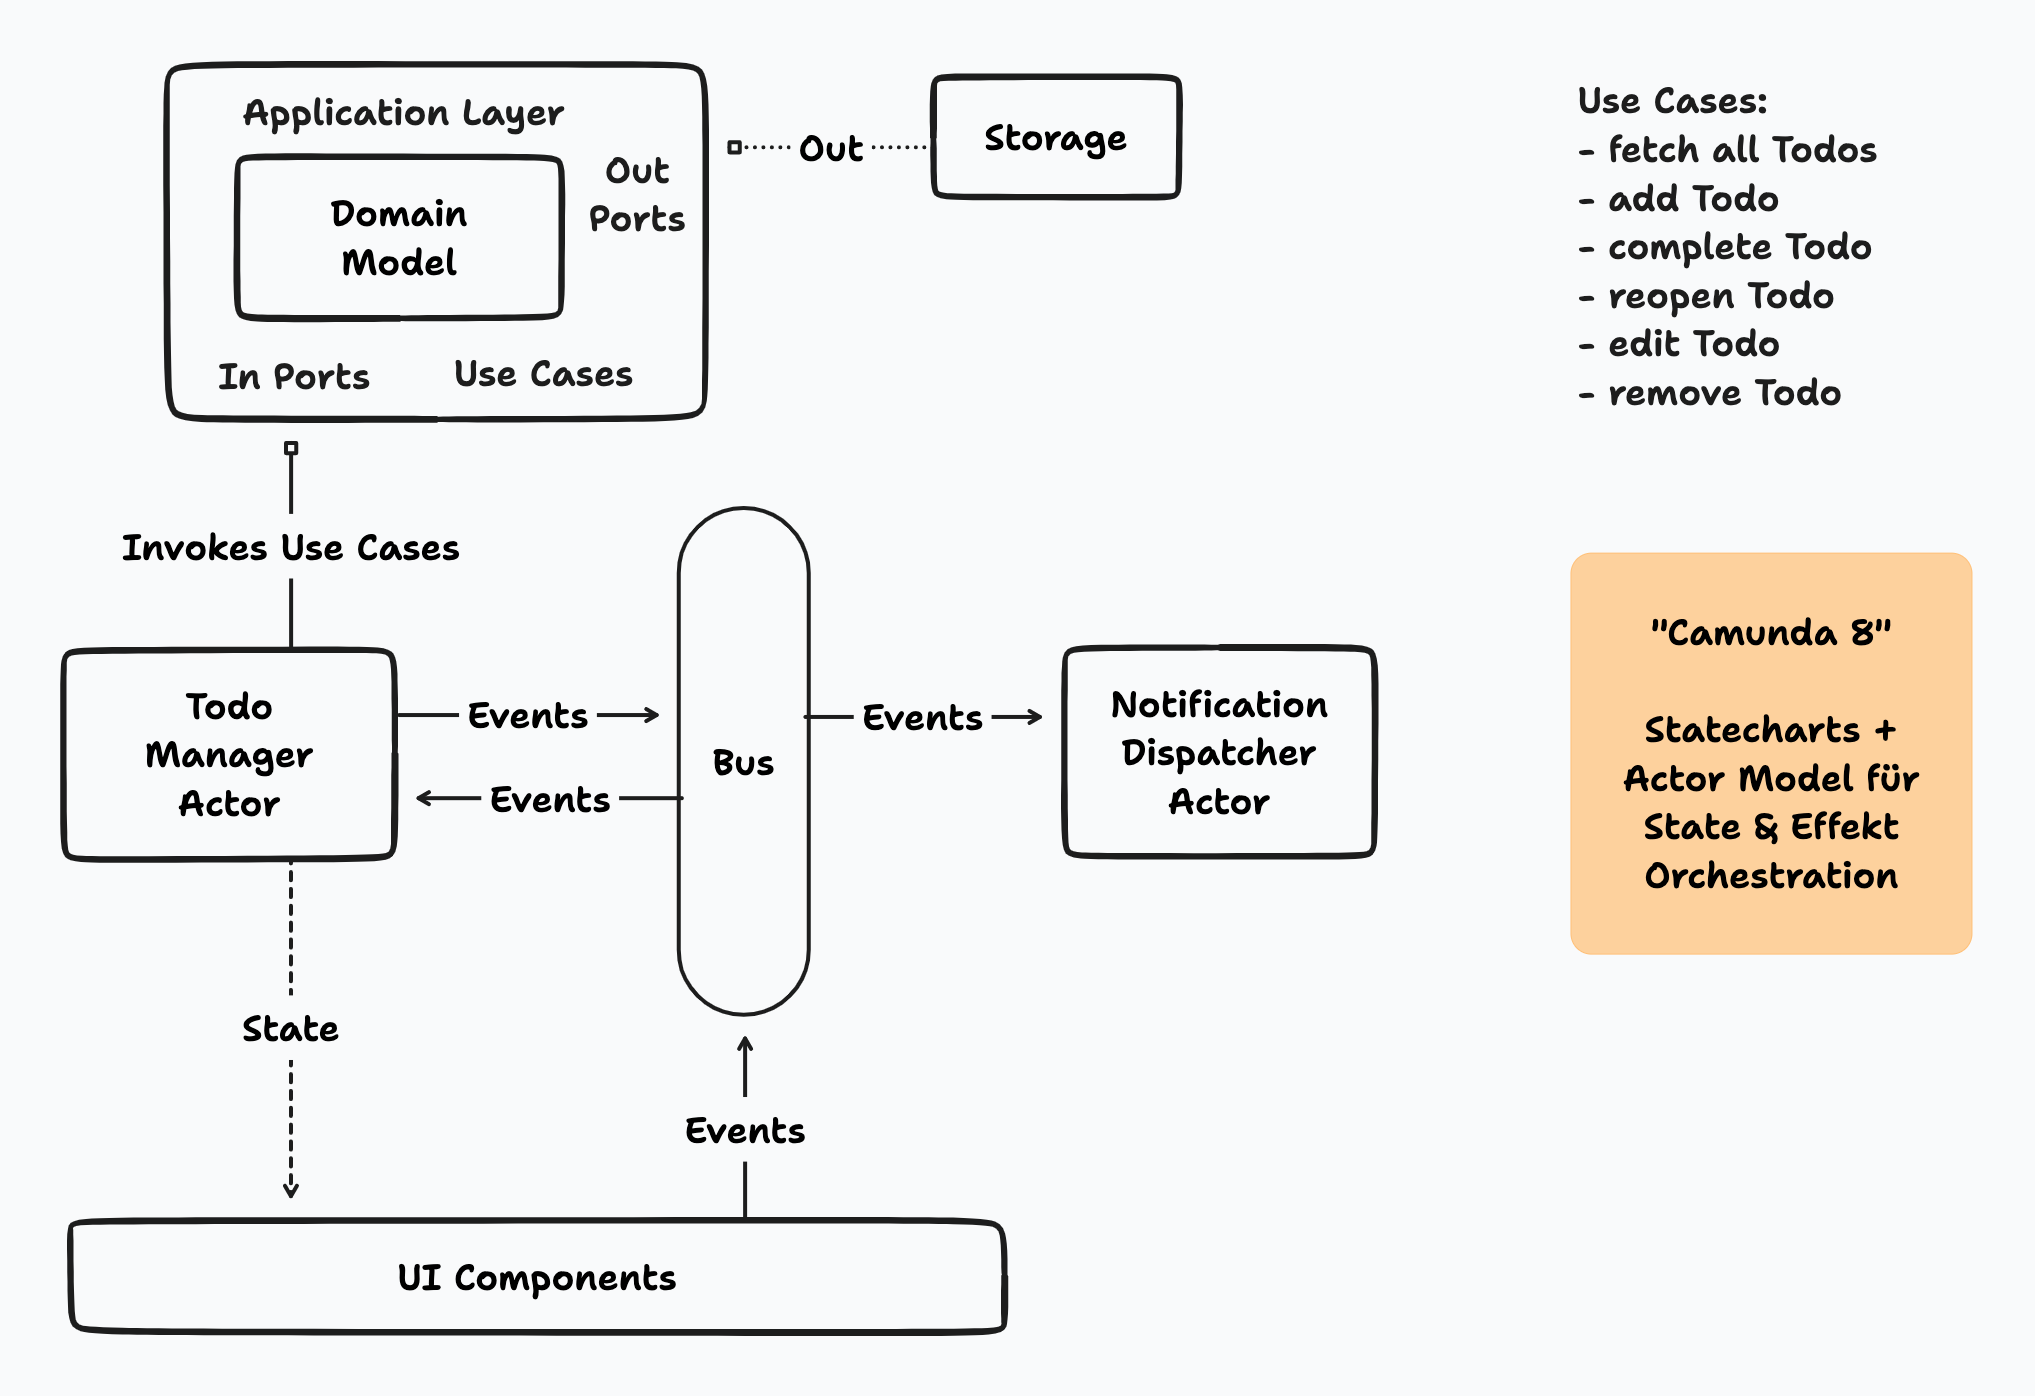 Application Layer
Domain
Model
Out
Ports
In Ports
Use Cases
Out
Storage
Use Cases:
- fetch all Todos
- add Todo
- complete Todo
- reopen Todo
- edit Todo
- remove Todo
Invokes Use Cases
Todo
Manager
Actor
Events
Events
Bus
Events
Notification
Dispatcher
Actor
"Camunda 8"
Statecharts +
Actor Model für
State & Effekt
Orchestration
State
Events
UI Components